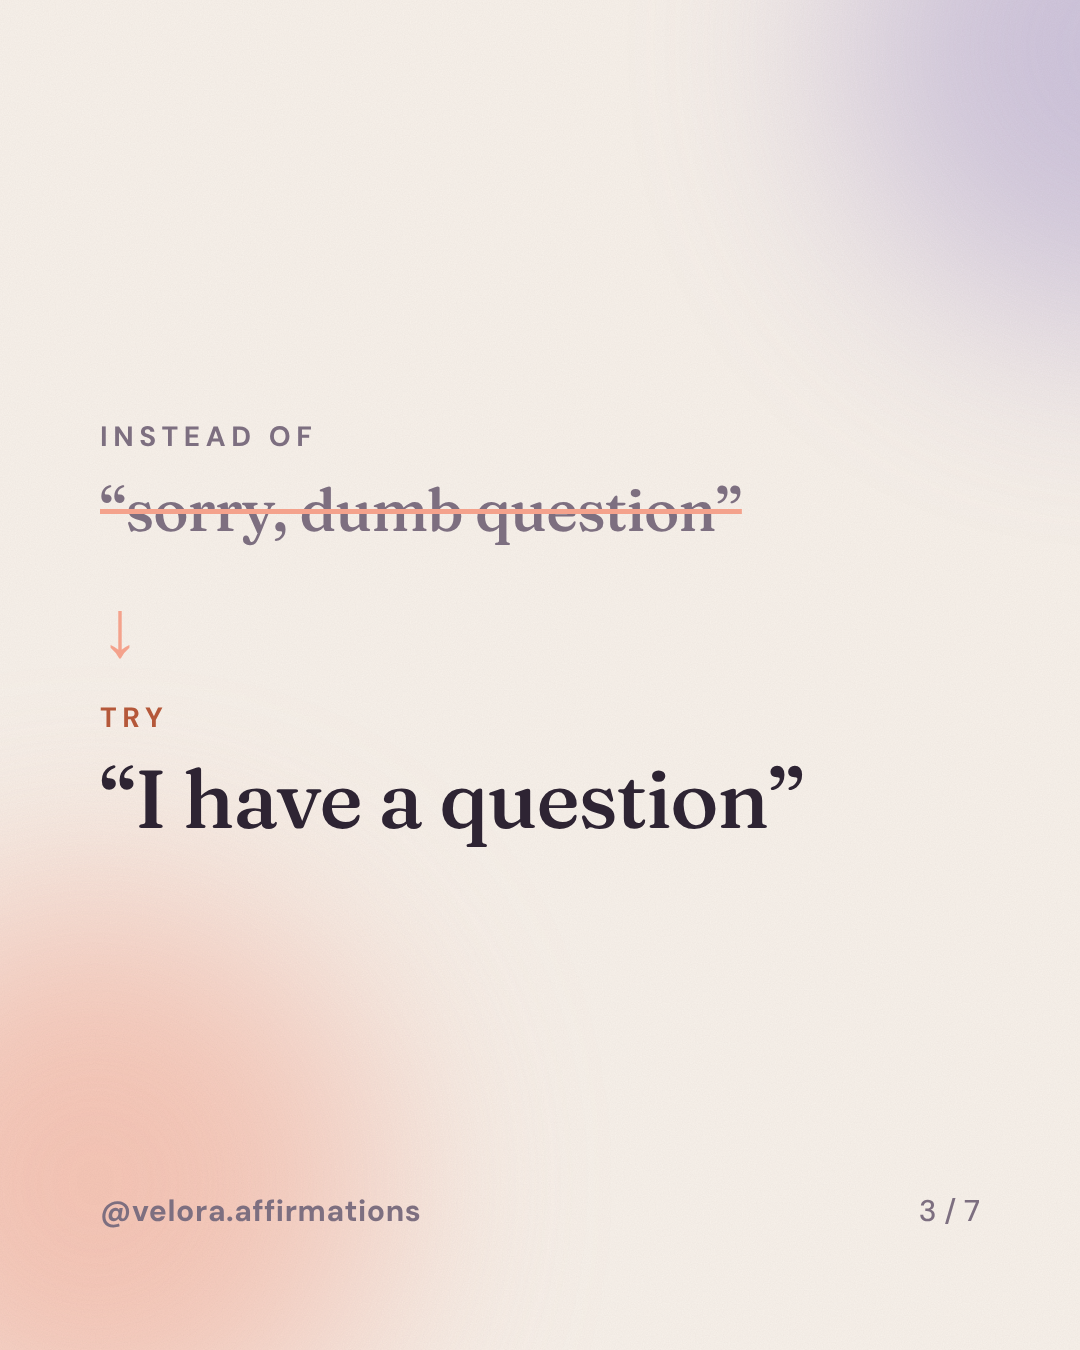 INSTEAD OF
“sorry, dumb question”
↓
TRY
“I have a question”
@velora.affirmations
3 / 7